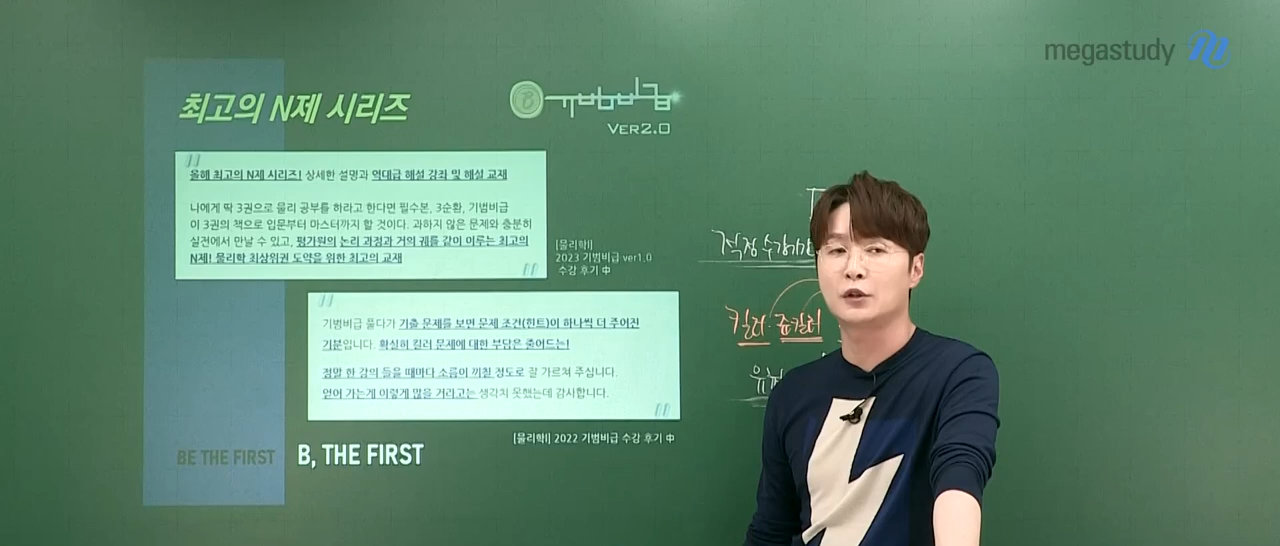 megastudy
최고의 N제 시리즈
기범비급
VER2.0
올해 최고의 N제 시리즈! 상세한 설명과 역대급 해설 강좌 및 해설 교재
나에게 딱 3권으로 물리 공부를 하라고 한다면 필수본, 3순환, 기범비급
이 3권의 책으로 입문부터 마스터까지 할 것이다. 과하지 않은 문제와 충분히
실전에서 만날 수 있고, 평가원의 논리 과정과 거의 궤를 같이 이루는 최고의
N제! 물리학 최상위권 도약을 위한 최고의 교재
[물리학I]
2023 기범비급 ver1.0
수강 후기 中
기범비급 풀다가 기출 문제를 보면 문제 조건(힌트)이 하나씩 더 주어진
기분입니다. 확실히 킬러 문제에 대한 부담은 줄어드는!
정말 한 강의 들을 때마다 소름이 끼친 정도로 잘 가르쳐 주십니다.
얻어 가는게 이렇게 많을 거라고는 생각치 못했는데 감사합니다.
[물리학I] 2022 기범비급 수강 후기 中
BE THE FIRST B, THE FIRST
적정 수강기간
킬러·준킬러